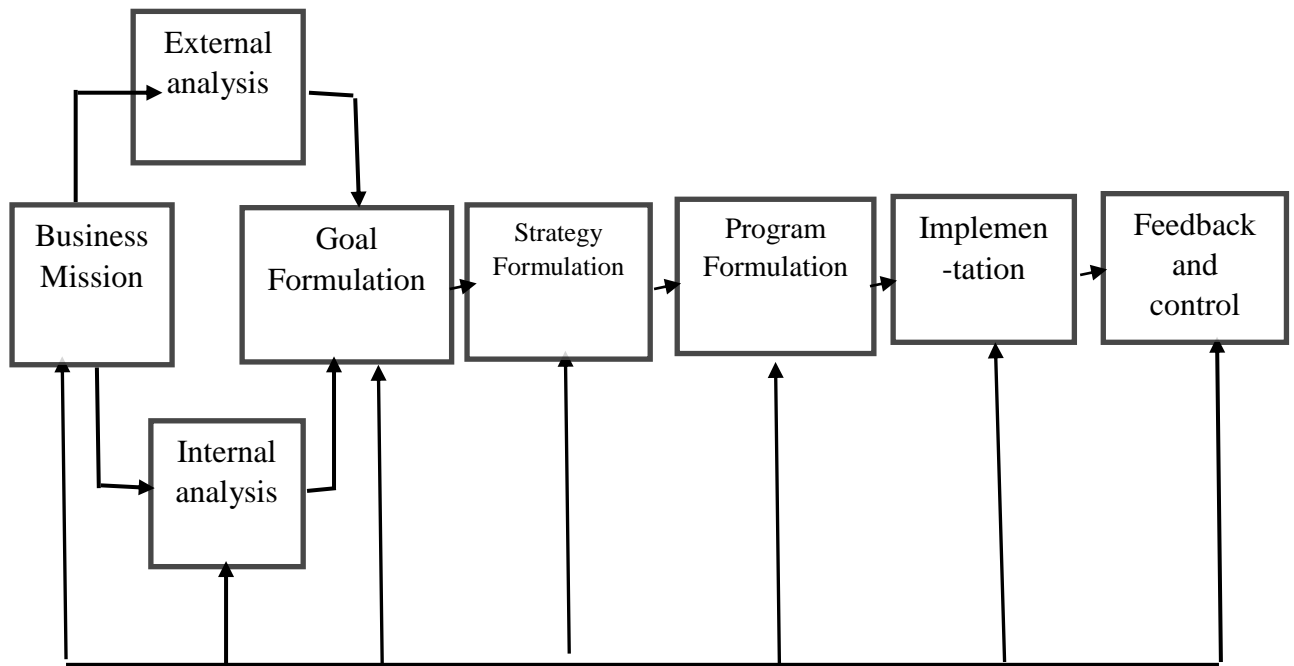 External
analysis
Business
Mission
Goal
Formulation
Strategy
Formulation
Program
Formulation
Implemen
-tation
Feedback
and
control
Internal
analysis